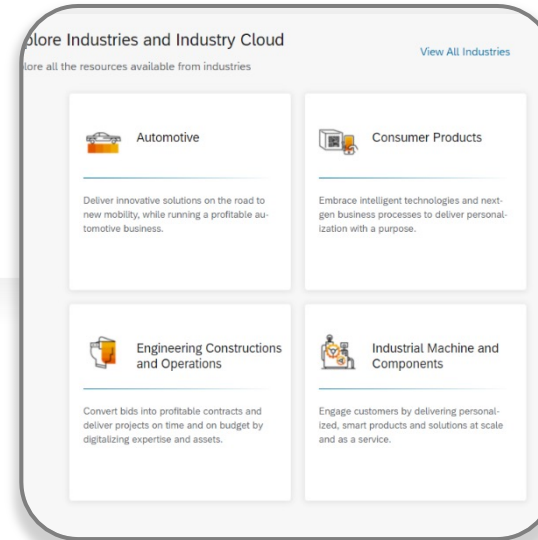 plore Industries and Industry Cloud
View All Industries
lore all the resources available from industries
Automotive
Deliver innovative solutions on the road to
new mobility, while running a profitable au-
tomotive business.
Consumer Products
Embrace intelligent technologies and next-
gen business processes to deliver personal-
ization with a purpose.
Engineering Constructions
and Operations
Convert bids into profitable contracts and
deliver projects on time and on budget by
digitalizing expertise and assets.
Industrial Machine and
Components
Engage customers by delivering personal-
ized, smart products and solutions at scale
and as a service.